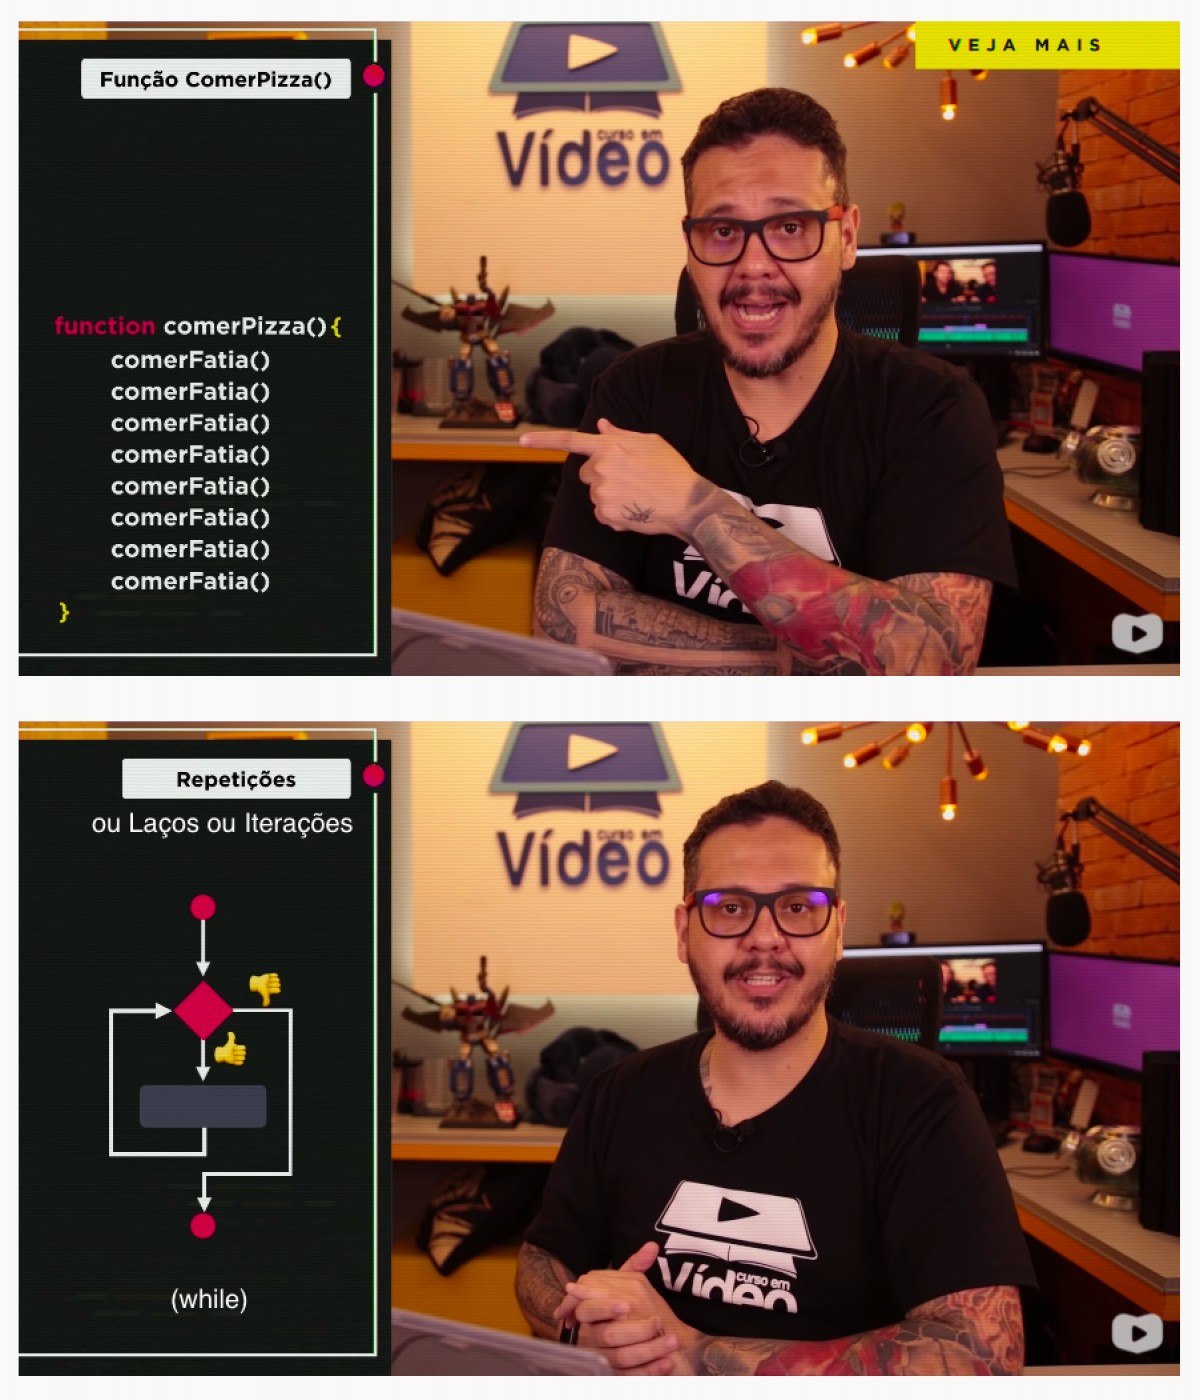 VEJA MAIS
Função ComerPizza()
curso em
Vídeo
function comerPizza(){
comerFatia()
comerFatia()
comerFatia()
comerFatia()
comerFatia()
comerFatia()
comerFatia()
comerFatia()
}
Repetições
ou Laços ou Iterações
curso em
Vídeo
(while)
curso em
Vídeo